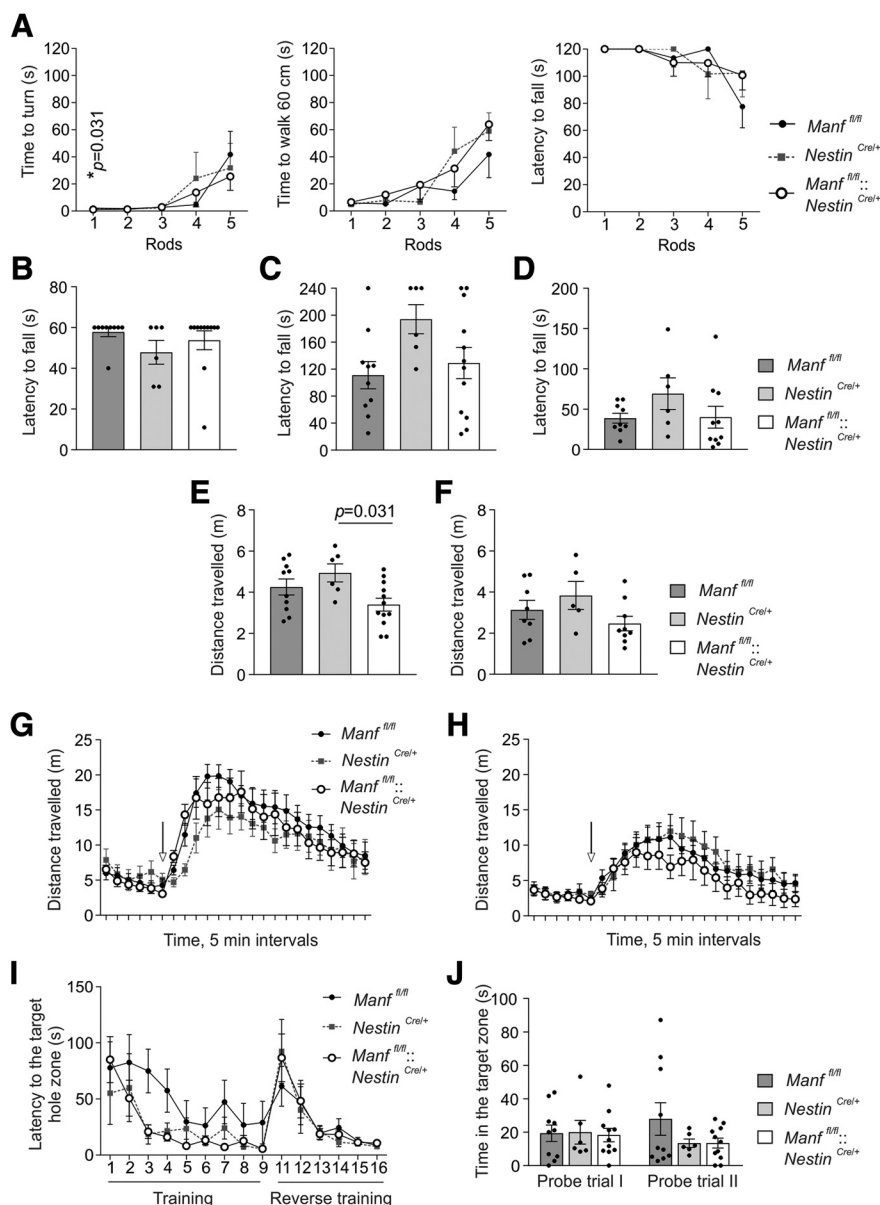 A
Time to turn (s)
120
100
80
60
40
20
0
*p=0.031
1 2 3 4 5
Rods
Time to walk 60 cm (s)
120
100
80
60
40
20
0
1 2 3 4 5
Rods
Latency to fall (s)
120
100
80
60
40
20
0
1 2 3 4 5
Rods
Manf fl/fl
Nestin Cre/+
Manf fl/fl::
Nestin Cre/+
B
Latency to fall (s)
80
60
40
20
0
C
Latency to fall (s)
240
200
160
120
80
40
0
D
Latency to fall (s)
200
150
100
50
0
Manf fl/fl
Nestin Cre/+
Manf fl/fl::
Nestin Cre/+
E
Distance travelled (m)
8
6
4
2
0
p=0.031
F
Distance travelled (m)
8
6
4
2
0
Manf fl/fl
Nestin Cre/+
Manf fl/fl::
Nestin Cre/+
G
Distance travelled (m)
25
20
15
10
5
0
Time, 5 min intervals
Manf fl/fl
Nestin Cre/+
Manf fl/fl::
Nestin Cre/+
H
Distance travelled (m)
25
20
15
10
5
0
Time, 5 min intervals
I
Latency to the target
hole zone (s)
150
100
50
0
1 2 3 4 5 6 7 8 9 11 12 13 14 15 16
Training Reverse training
Manf fl/fl
Nestin Cre/+
Manf fl/fl::
Nestin Cre/+
J
Time in the target zone (s)
100
80
60
40
20
0
Probe trial I Probe trial II
Manf fl/fl
Nestin Cre/+
Manf fl/fl::
Nestin Cre/+